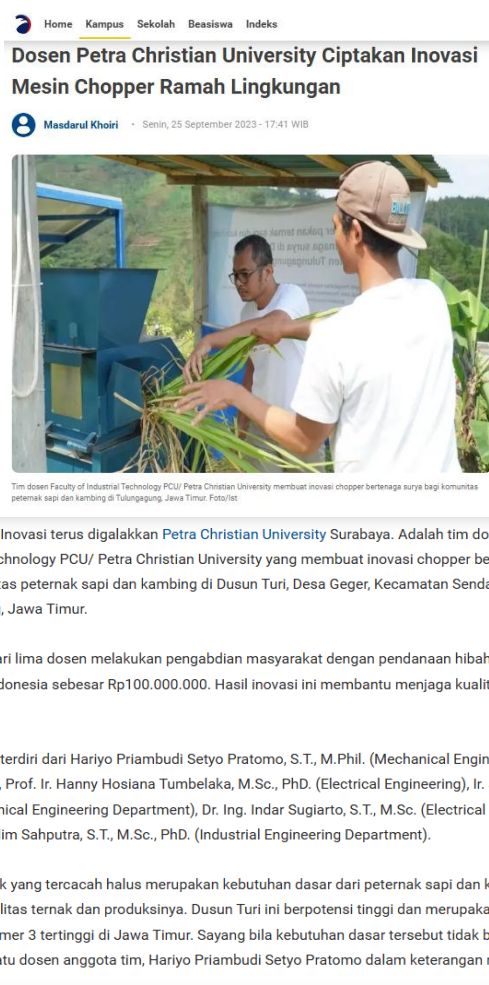 Home Kampus Sekolah Beasiswa Indeks
Dosen Petra Christian University Ciptakan Inovasi
Mesin Chopper Ramah Lingkungan
Masdarul Khoiri • Senin, 25 September 2023 - 17:41 WIB
Tim dosen Faculty of Industrial Technology PCU/ Petra Christian University membuat inovasi chopper bertenaga surya bagi komunitas
peternak sapi dan kambing di Tulungagung, Jawa Timur. Foto/Ist
Inovasi terus digalakkan Petra Christian University Surabaya. Adalah tim do
chnology PCU/ Petra Christian University yang membuat inovasi chopper be
tas peternak sapi dan kambing di Dusun Turi, Desa Geger, Kecamatan Senda
, Jawa Timur.
ari lima dosen melakukan pengabdian masyarakat dengan pendanaan hibah
donesia sebesar Rp100.000.000. Hasil inovasi ini membantu menjaga kualit
terdiri dari Hariyo Priambudi Setyo Pratomo, S.T., M.Phil. (Mechanical Engin
, Prof. Ir. Hanny Hosiana Tumbelaka, M.Sc., PhD. (Electrical Engineering), Ir.
nical Engineering Department), Dr. Ing. Indar Sugiarto, S.T., M.Sc. (Electrical
lim Sahputra, S.T., M.Sc., PhD. (Industrial Engineering Department).
k yang tercacah halus merupakan kebutuhan dasar dari peternak sapi dan k
litas ternak dan produksinya. Dusun Turi ini berpotensi tinggi dan merupaka
mer 3 tertinggi di Jawa Timur. Sayang bila kebutuhan dasar tersebut tidak b
atu dosen anggota tim, Hariyo Priambudi Setyo Pratomo dalam keterangan r